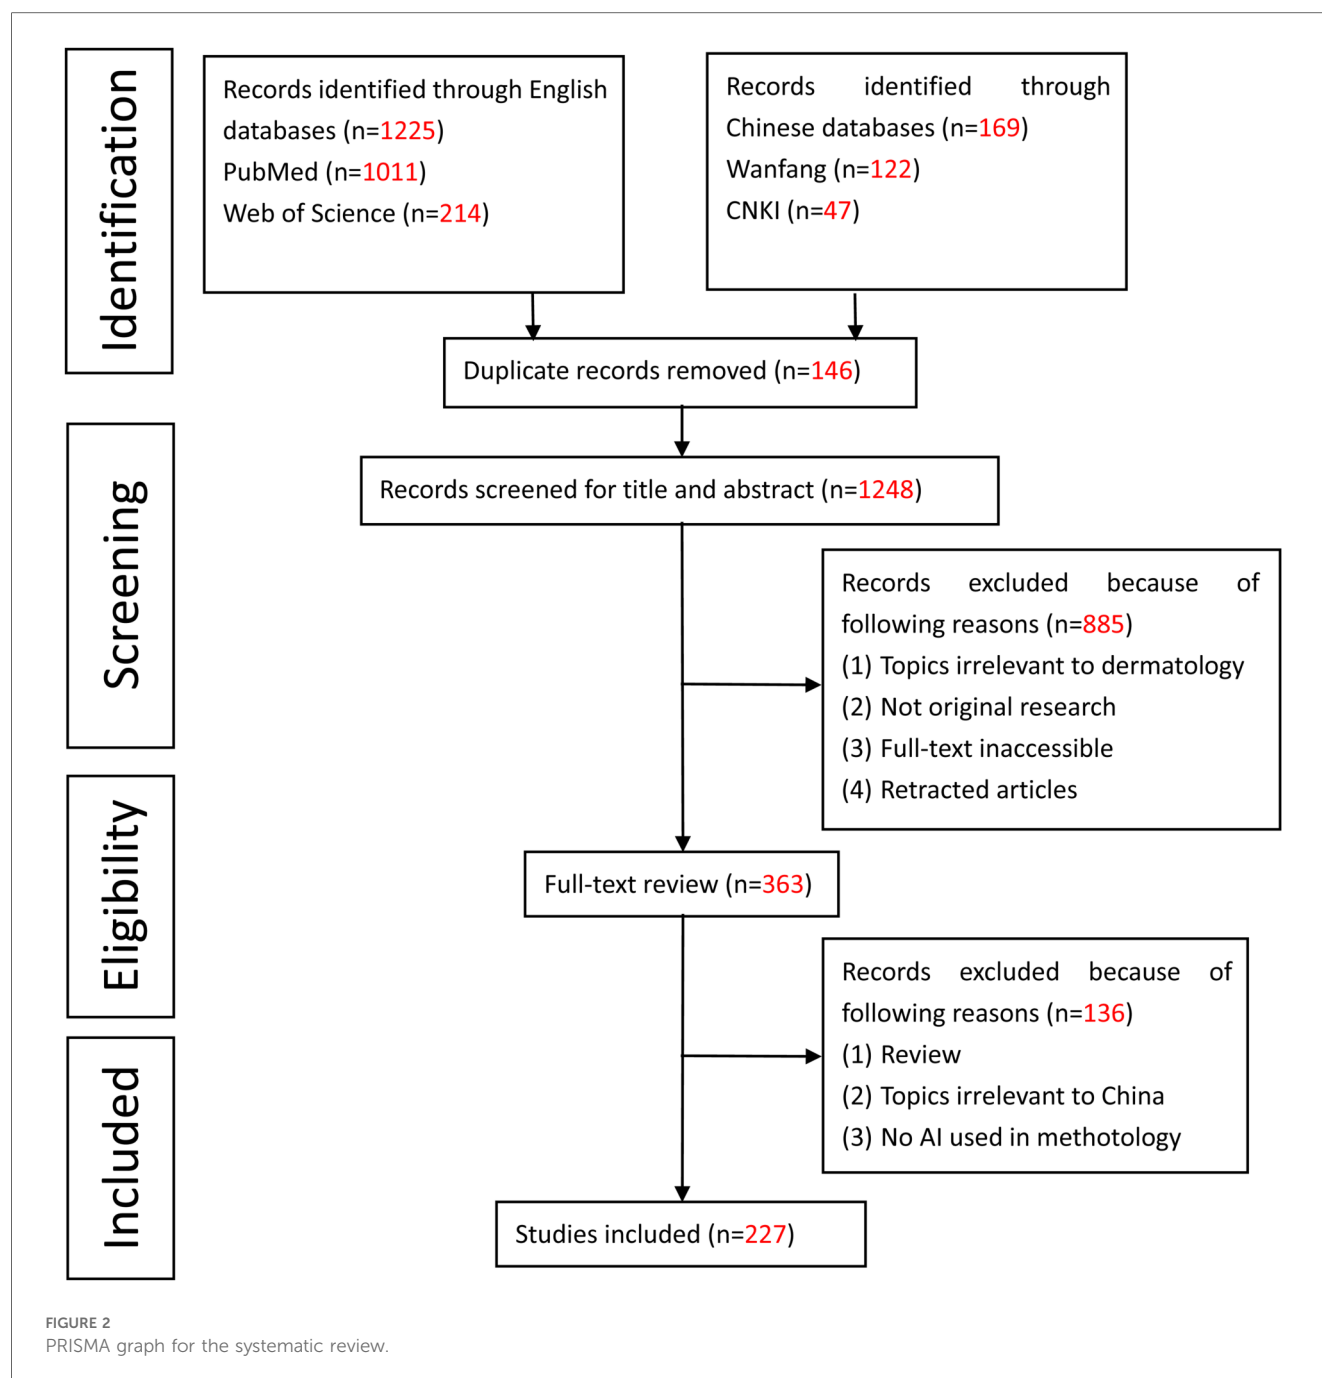 Identification
Records identified through English
databases (n=1225)
PubMed (n=1011)
Web of Science (n=214)
Records identified through
Chinese databases (n=169)
Wanfang (n=122)
CNKI (n=47)
Duplicate records removed (n=146)
Screening
Records screened for title and abstract (n=1248)
Records excluded because of
following reasons (n=885)
(1) Topics irrelevant to dermatology
(2) Not original research
(3) Full-text inaccessible
(4) Retracted articles
Eligibility
Full-text review (n=363)
Records excluded because of
following reasons (n=136)
(1) Review
(2) Topics irrelevant to China
(3) No AI used in methotology
Included
Studies included (n=227)
FIGURE 2
PRISMA graph for the systematic review.